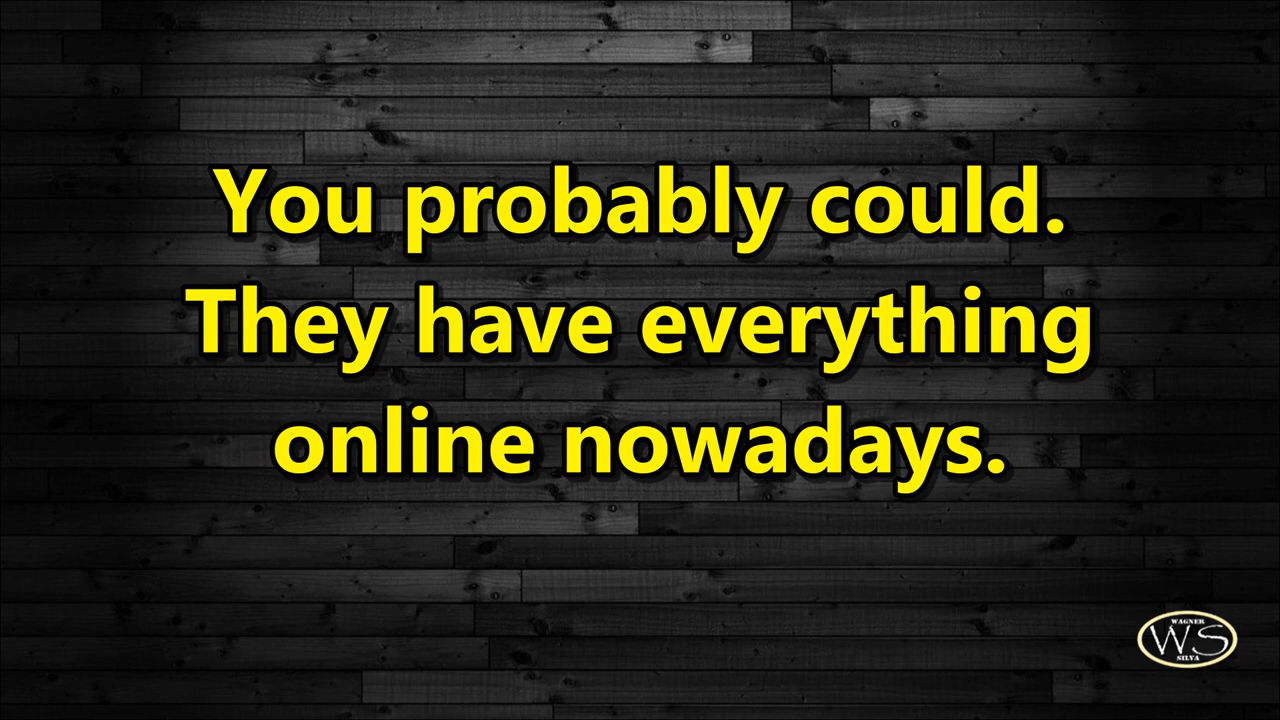 You probably could.
They have everything
online nowadays.
WAGNER
WS
SILVA